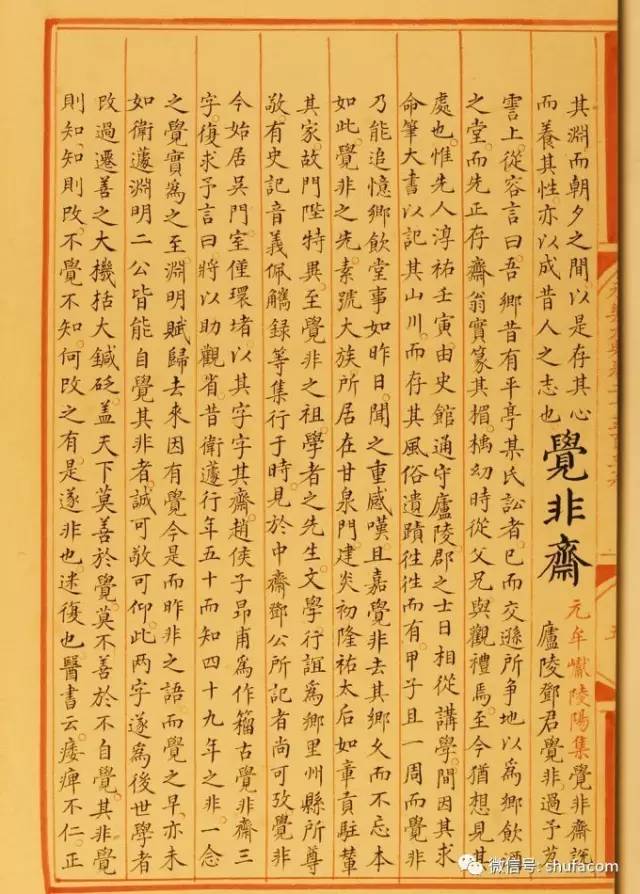 其淵而朝夕之間以是存其心
而養其性亦以成昔人之志也
覺非齋
元牟巘陵陽集覺非齋說
廬陵鄧君覺非過予苕
霅上從容言曰吾鄉昔有平亭某氏訟者已而交遜所爭地以爲鄉飲酒
之堂而先正存齋翁實篆其楣橋幼時從父兄與觀禮焉至今猶想見其
處也惟先人淳祐壬寅由史館通守廬陵郡之士日相從講學間因其求
命筆大書以記其山川而存其風俗遺蹟往往而有甲子且一周而覺非
乃能追憶鄉飲堂事如昨日聞之重感嘆且嘉覺非去其鄉久而不忘本
如此覺非之先素號大族所居在甘泉門建炎初隆祐太后如章貢駐輦
其家故門陛特異至覺非之祖學者之先生文學行誼爲鄉里州縣所尊
敬有史記音義佩觿録等集行于時見於中齋鄧公所記者尚可攷覺非
今始居吳門室僅環堵以其字字其齋趙侯子昂甫爲作籀古覺非齋三
字復求予言曰將以助觀省昔衛蘧行年五十而知四十九年之非一念
之覺實爲之至淵明賦歸去來因有覺今是而昨非之語而覺之早亦未
如衛蘧淵明二公皆能自覺其非者誠可敬可仰此两字遂爲後世學者
改過遷善之大機括大鍼砭蓋天下莫善於覺莫不善於不自覺其非覺
則知知則改不覺不知何改之有是遂非也迷復也醫書云痿痺不仁正
微信号: shufacom